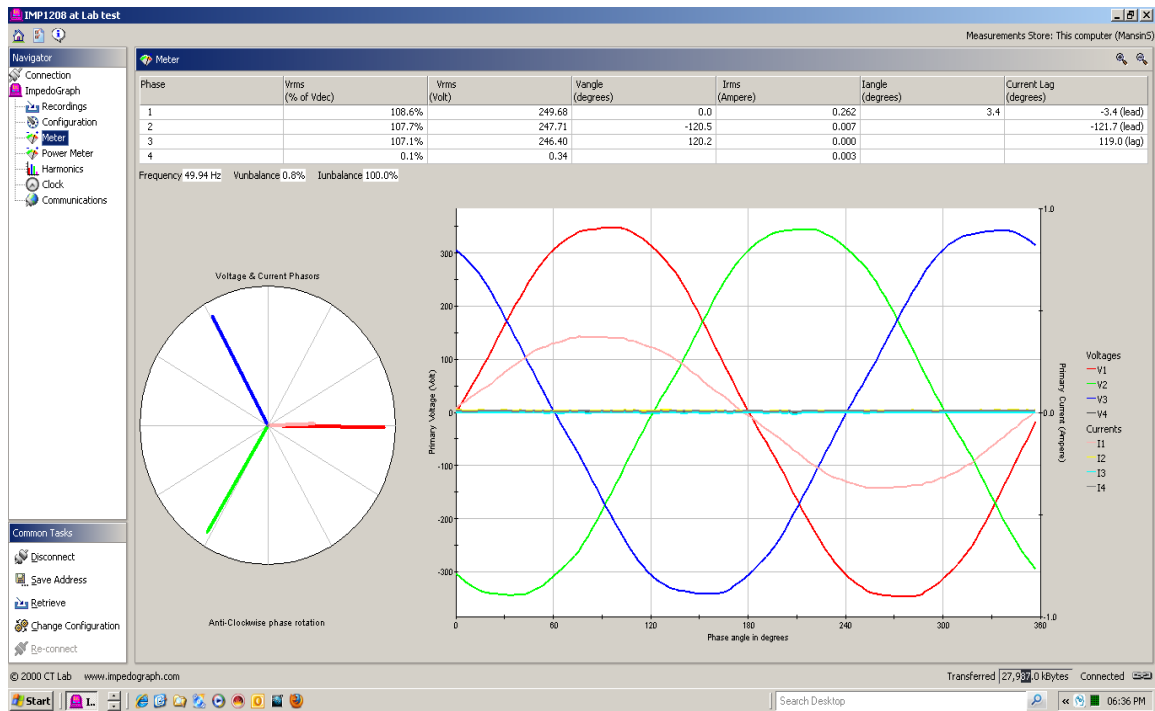 IMP1208 at Lab test
Measurements Store: This computer (Mansin5)
Navigator
Connection
ImpedoGraph
Recordings
Configuration
Meter
Power Meter
Harmonics
Clock
Communications
Meter
Phase Vrms (% of Vdec) Vrms (Volt) Vangle (degrees) Irms (Ampere) Iangle (degrees) Current Lag (degrees)
1 108.6% 249.68 0.0 0.262 3.4 -3.4 (lead)
2 107.7% 247.71 -120.5 0.007 -121.7 (lead)
3 107.1% 246.40 120.2 0.000 119.0 (lag)
4 0.1% 0.34 0.003
Frequency 49.94 Hz Vunbalance 0.8% Iunbalance 100.0%
Voltage & Current Phasors
Anti-Clockwise phase rotation
Primary Voltage (Volt)
300
200
100
0
-100
-200
-300
0 60 120 180 240 300 360
Phase angle in degrees
1.0
0.0
-1.0
Primary Current (Ampere)
Voltages
V1
V2
V3
V4
Currents
I1
I2
I3
I4
Common Tasks
Disconnect
Save Address
Retrieve
Change Configuration
Re-connect
© 2000 CT Lab www.impedograph.com
Transferred 27,987.0 kBytes Connected
Start I... Search Desktop « 06:36 PM